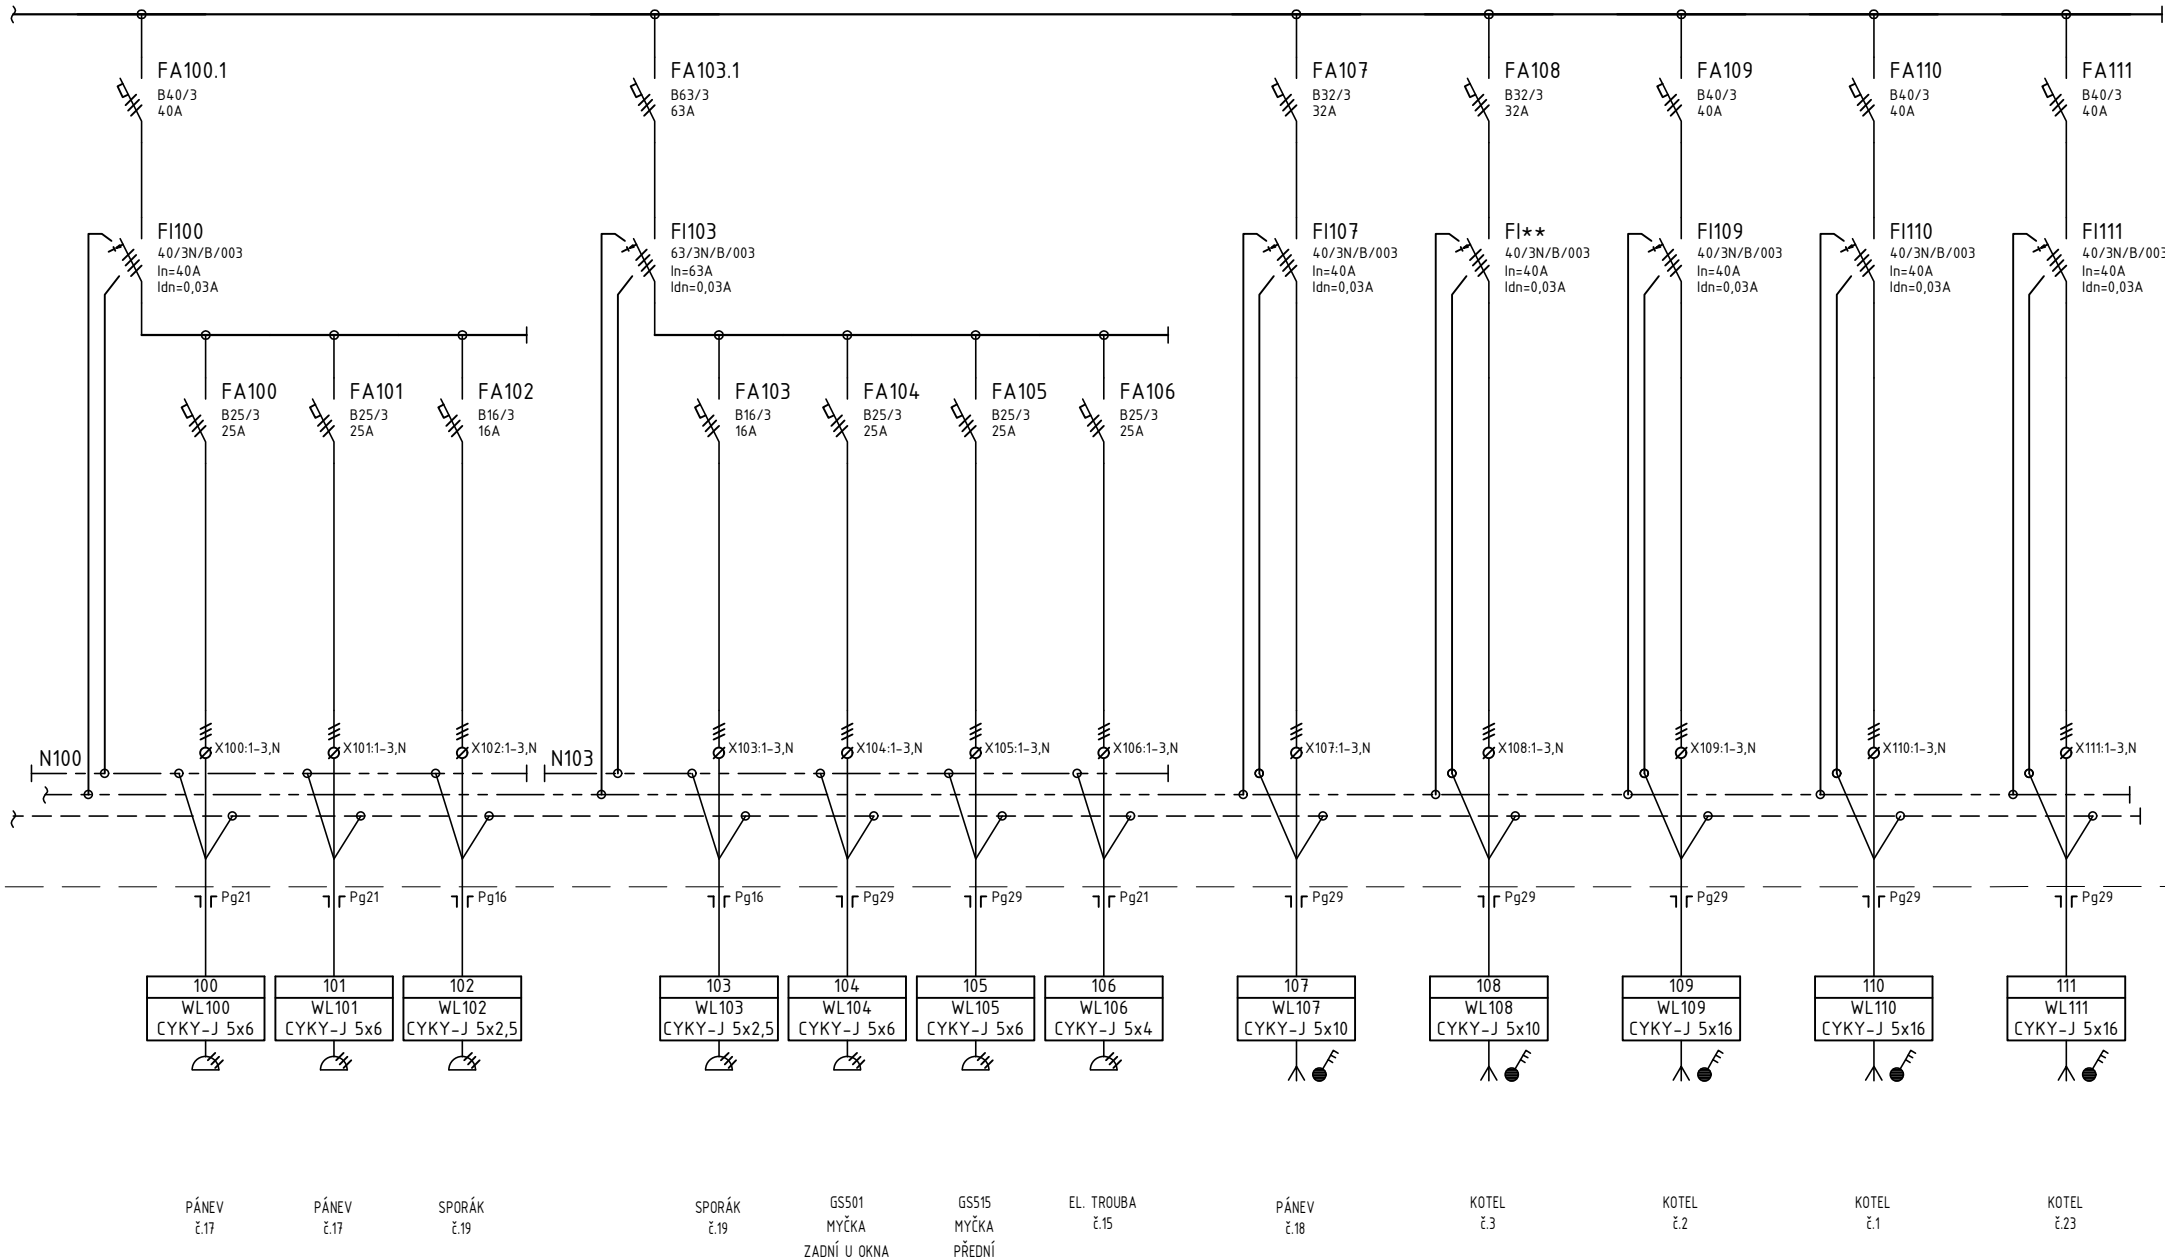 FA100.1
B40/3
40A
FA103.1
B63/3
63A
FA107
B32/3
32A
FA108
B32/3
32A
FA109
B40/3
40A
FA110
B40/3
40A
FA111
B40/3
40A
FI100
40/3N/B/003
In=40A
Idn=0,03A
FI103
63/3N/B/003
In=63A
Idn=0,03A
FI107
40/3N/B/003
In=40A
Idn=0,03A
FI**
40/3N/B/003
In=40A
Idn=0,03A
FI109
40/3N/B/003
In=40A
Idn=0,03A
FI110
40/3N/B/003
In=40A
Idn=0,03A
FI111
40/3N/B/003
In=40A
Idn=0,03A
FA100
B25/3
25A
FA101
B25/3
25A
FA102
B16/3
16A
FA103
B16/3
16A
FA104
B25/3
25A
FA105
B25/3
25A
FA106
B25/3
25A
N100
X100:1-3,N
X101:1-3,N
X102:1-3,N
N103
X103:1-3,N
X104:1-3,N
X105:1-3,N
X106:1-3,N
X107:1-3,N
X108:1-3,N
X109:1-3,N
X110:1-3,N
X111:1-3,N
Pg21
Pg21
Pg16
Pg16
Pg29
Pg29
Pg21
Pg29
Pg29
Pg29
Pg29
Pg29
100
WL100
CYKY-J 5x6
101
WL101
CYKY-J 5x6
102
WL102
CYKY-J 5x2,5
103
WL103
CYKY-J 5x2,5
104
WL104
CYKY-J 5x6
105
WL105
CYKY-J 5x6
106
WL106
CYKY-J 5x4
107
WL107
CYKY-J 5x10
108
WL108
CYKY-J 5x10
109
WL109
CYKY-J 5x16
110
WL110
CYKY-J 5x16
111
WL111
CYKY-J 5x16
PÁNEV
č.17
PÁNEV
č.17
SPORÁK
č.19
SPORÁK
č.19
GS501
MYČKA
ZADNÍ U OKNA
GS515
MYČKA
PŘEDNÍ
EL. TROUBA
č.15
PÁNEV
č.18
KOTEL
č.3
KOTEL
č.2
KOTEL
č.1
KOTEL
č.23